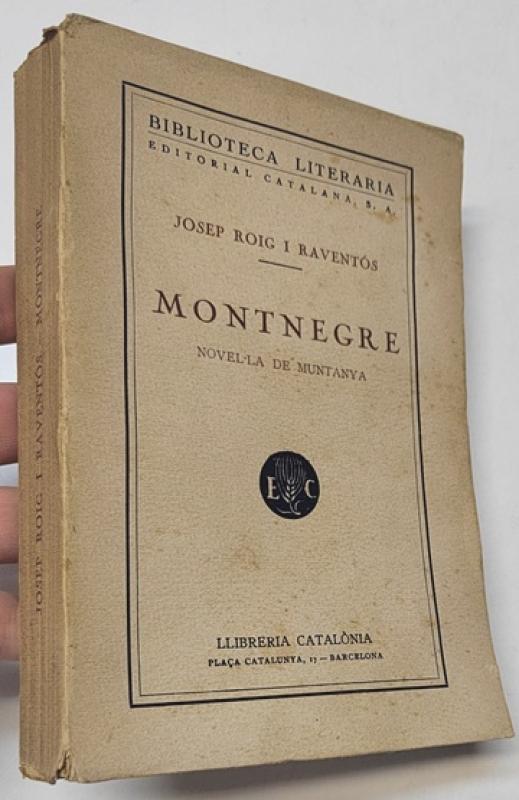 BIBLIOTECA LITERARIA
EDITORIAL CATALANA, S. A.
JOSEP ROIG I RAVENTÓS
MONTNEGRE
NOVEL·LA DE MUNTANYA
E C
LLIBRERIA CATALÒNIA
PLAÇA CATALUNYA, 17 — BARCELONA
JOSEP ROIG I RAVENTÓS - MONTNEGRE